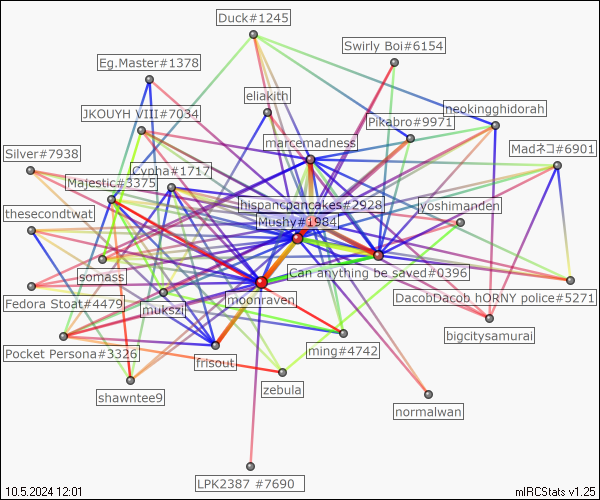 Duck#1245
Swirly Boi#6154
Eg.Master#1378
eliakith
neokingghidorah
JKOUYH VIII#7034
Pikabro#9971
marcemadness
Madネコ#6901
Silver#7938
Cypha#1717
Majestic#3375
hispancpancakes#2928
yoshimanden
thesecondtwat
Mushy#1984
somass
Can anything be saved#0396
Fedora Stoat#4479
mukszi
moonraven
DacobDacob hORNY police#5271
bigcitysamurai
Pocket Persona#3326
frisout
ming#4742
shawntee9
zebula
normalwan
LPK2387 #7690
10.5.2024 12:01
mIRCStats v1.25